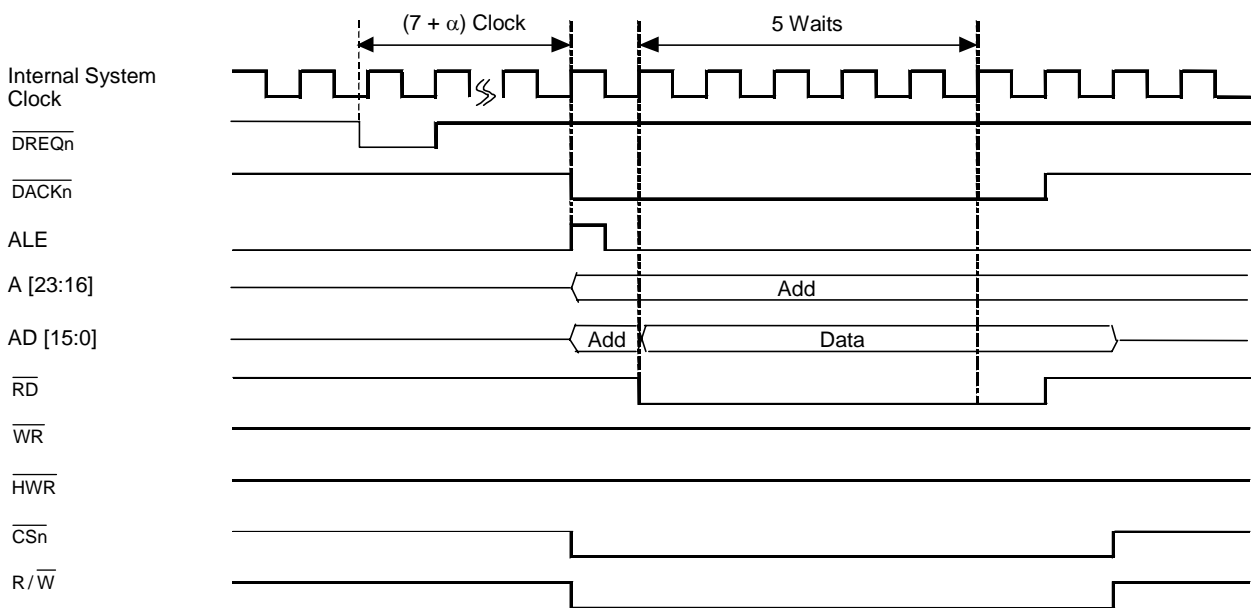 (7 + α) Clock
5 Waits
Internal System
Clock
DREQn
DACKn
ALE
A [23:16]
Add
AD [15:0]
Add
Data
RD
WR
HWR
CSn
R/W